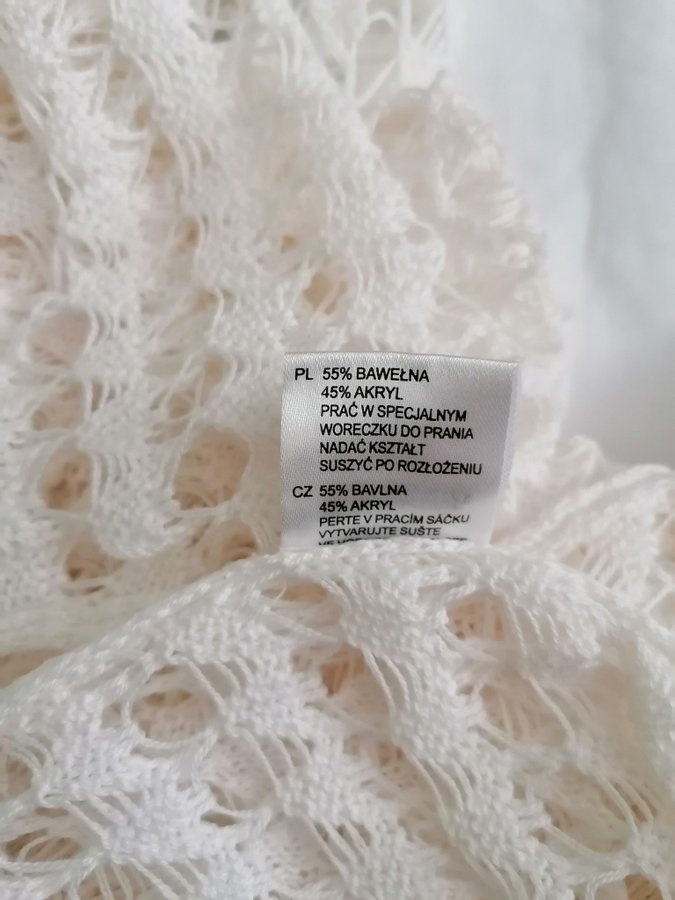 PL 55% BAWEŁNA
45% AKRYL
PRAĆ W SPECJALNYM
WORECZKU DO PRANIA
NADAĆ KSZTAŁT
SUSZYĆ PO ROZŁOŻENIU
CZ 55% BAVLNA
45% AKRYL
PERTE V PRACÍM SÁČKU
VYTVARUJTE SUŠTE